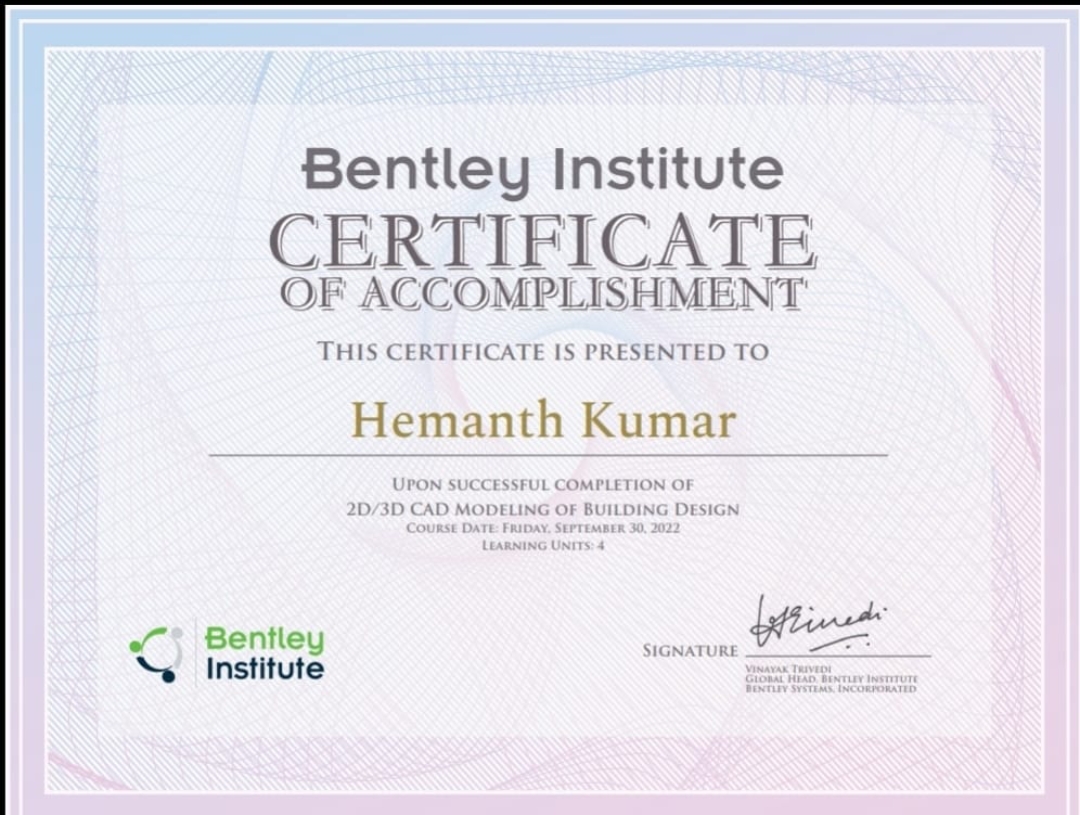 Bentley Institute
CERTIFICATE
OF ACCOMPLISHMENT
THIS CERTIFICATE IS PRESENTED TO
Hemanth Kumar
UPON SUCCESSFUL COMPLETION OF
2D/3D CAD MODELING OF BUILDING DESIGN
COURSE DATE: FRIDAY, SEPTEMBER 30, 2022
LEARNING UNITS: 4
Bentley
Institute
SIGNATURE
VINAYAK TRIVEDI
GLOBAL HEAD, BENTLEY INSTITUTE
BENTLEY SYSTEMS, INCORPORATED